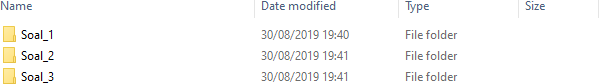 Name Date modified Type Size
Soal_1 30/08/2019 19:40 File folder
Soal_2 30/08/2019 19:41 File folder
Soal_3 30/08/2019 19:41 File folder